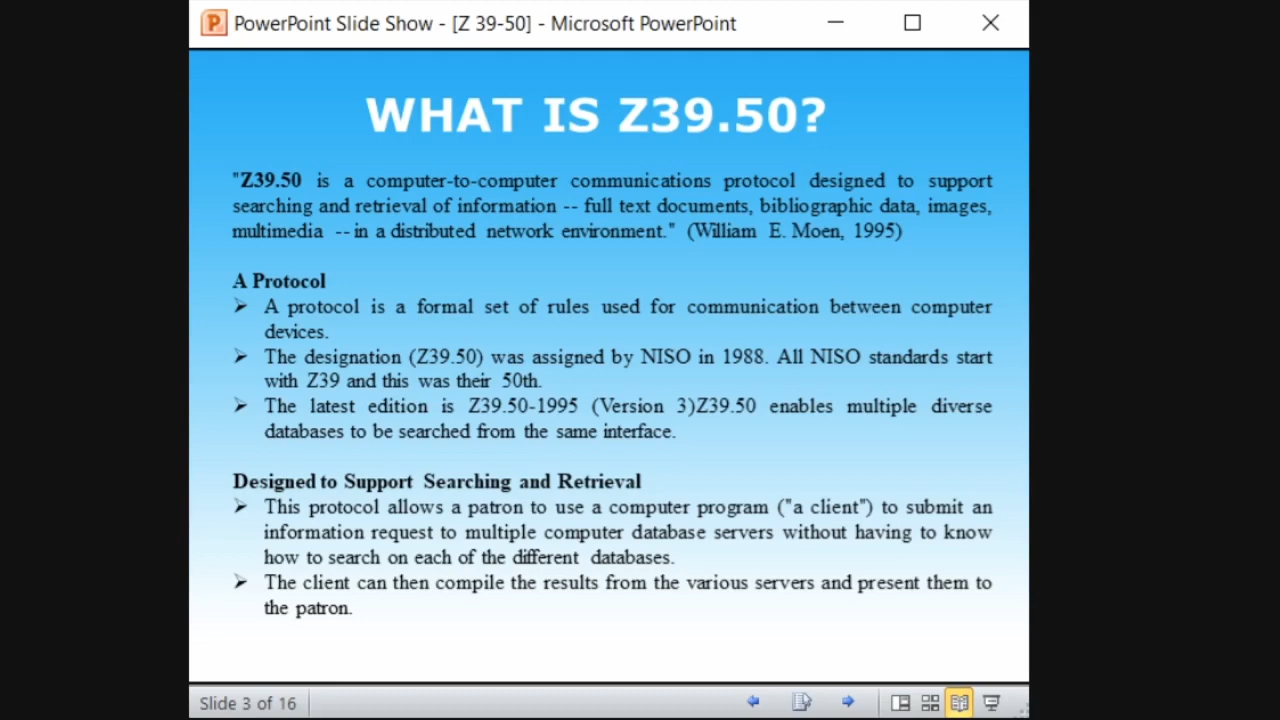 PowerPoint Slide Show - [Z 39-50] - Microsoft PowerPoint
WHAT IS Z39.50?
"Z39.50 is a computer-to-computer communications protocol designed to support
searching and retrieval of information -- full text documents, bibliographic data, images,
multimedia -- in a distributed network environment." (William E. Moen, 1995)
A Protocol
➢ A protocol is a formal set of rules used for communication between computer
devices.
➢ The designation (Z39.50) was assigned by NISO in 1988. All NISO standards start
with Z39 and this was their 50th.
➢ The latest edition is Z39.50-1995 (Version 3)Z39.50 enables multiple diverse
databases to be searched from the same interface.
Designed to Support Searching and Retrieval
➢ This protocol allows a patron to use a computer program ("a client") to submit an
information request to multiple computer database servers without having to know
how to search on each of the different databases.
➢ The client can then compile the results from the various servers and present them to
the patron.
Slide 3 of 16